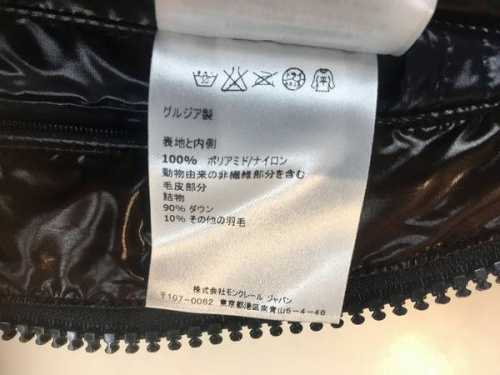 グルジア製
表地と内側
100% ポリアミド/ナイロン
動物由来の非繊維部分を含む
毛皮部分
詰物
90% ダウン
10% その他の羽毛
株式会社モンクレール ジャパン
〒107-0062 東京都港区南青山5-4-46